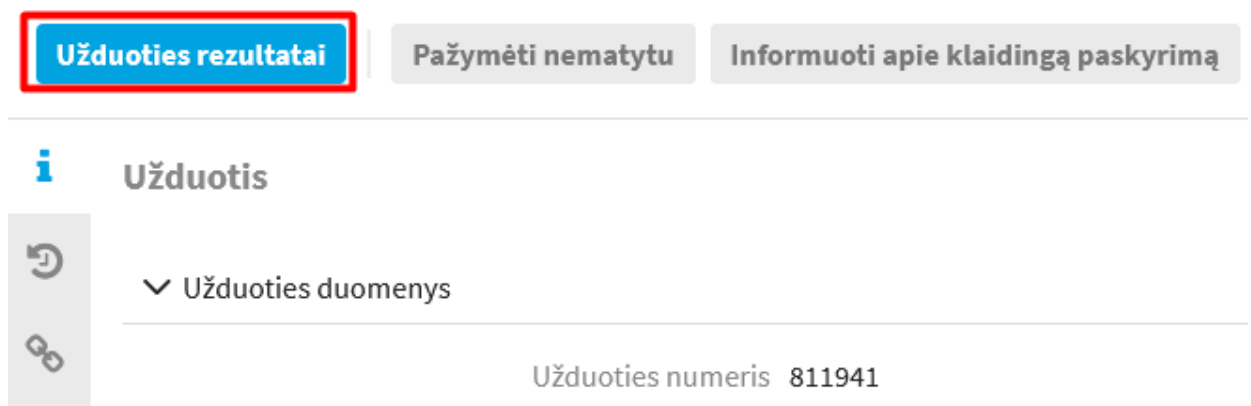 Užduoties rezultatai Pažymėti nematytu Informuoti apie klaidingą paskyrimą
Užduotis
Užduoties duomenys
Užduoties numeris 811941